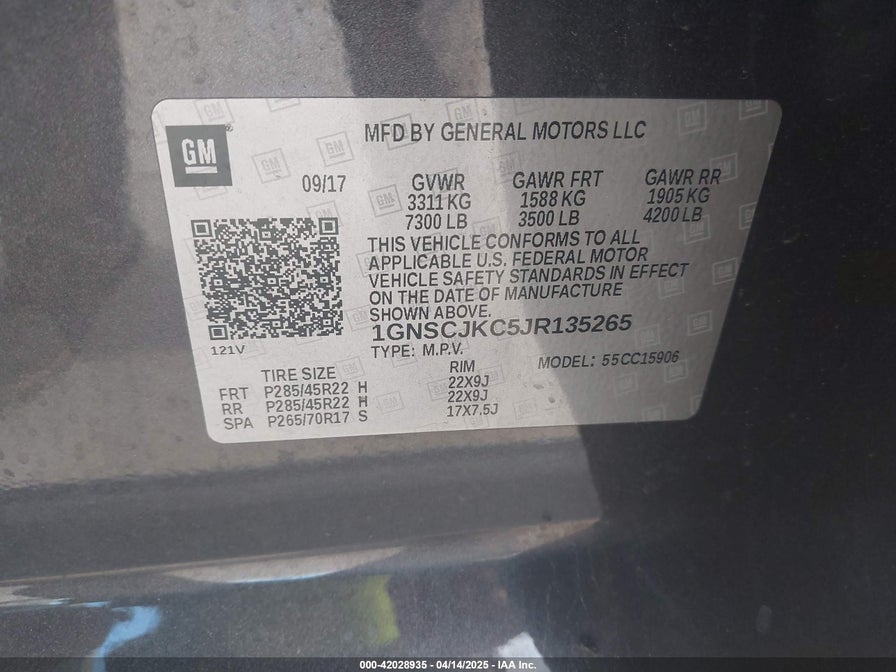 GM
MFD BY GENERAL MOTORS LLC
09/17
GVWR GAWR FRT GAWR RR
3311 KG 1588 KG 1905 KG
7300 LB 3500 LB 4200 LB
THIS VEHICLE CONFORMS TO ALL
APPLICABLE U.S. FEDERAL MOTOR
VEHICLE SAFETY STANDARDS IN EFFECT
ON THE DATE OF MANUFACTURE
SHOWN ABOVE.
1GNSCJKC5JR135265
121V
TYPE: M.P.V.
MODEL: 55CC15906
TIRE SIZE RIM
FRT P285/45R22 H 22X9J
RR P285/45R22 H 22X9J
SPA P265/70R17 S 17X7.5J
000-42028935 - 04/14/2025 - IAA Inc.